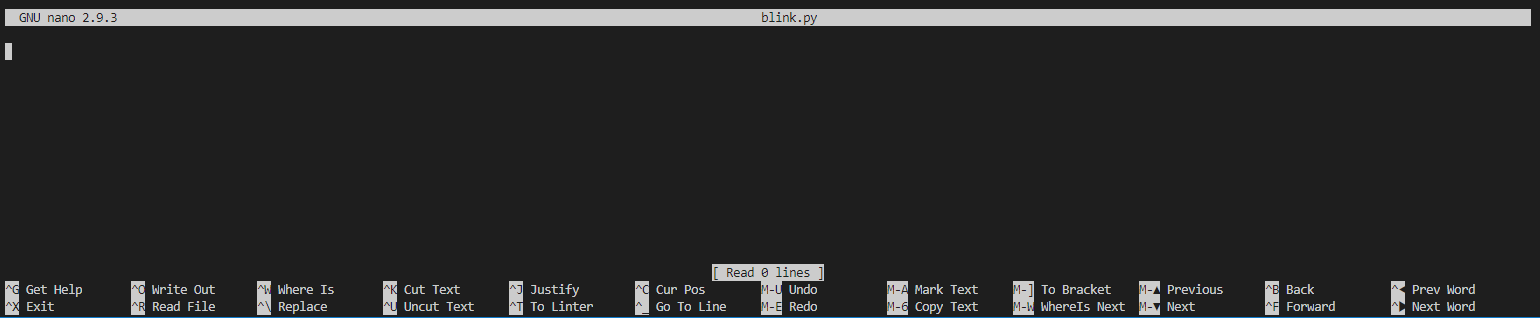 GNU nano 2.9.3 blink.py
[ Read 0 lines ]
^G Get Help ^O Write Out ^W Where Is ^K Cut Text ^J Justify ^C Cur Pos M-U Undo M-A Mark Text M-] To Bracket M-▲ Previous ^B Back ^◀ Prev Word
^X Exit ^R Read File ^\ Replace ^U Uncut Text ^T To Linter ^_ Go To Line M-E Redo M-6 Copy Text M-W WhereIs Next M-▼ Next ^F Forward ^▶ Next Word